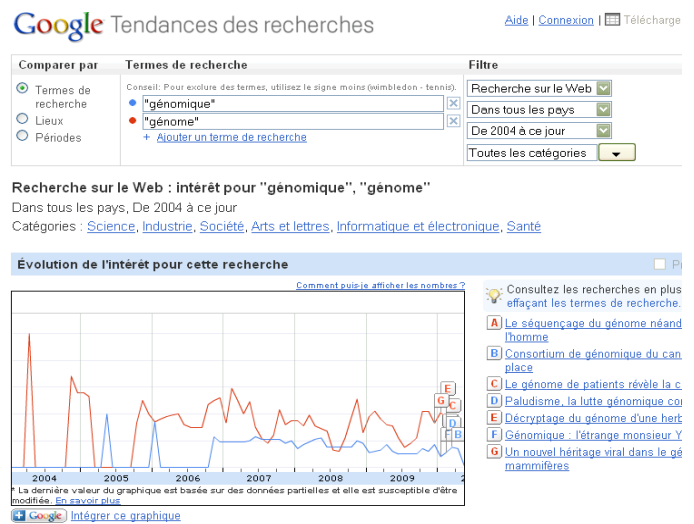 Google Tendances des recherches
Aide | Connexion | Télécharge
Comparer par
Termes de recherche
Filtre
Termes de
recherche
Lieux
Périodes
Conseil: Pour exclure des termes, utilisez le signe moins (wimbledon - tennis).
"génomique"
"génome"
+ Ajouter un terme de recherche
Recherche sur le Web
Dans tous les pays
De 2004 à ce jour
Toutes les catégories
Recherche sur le Web : intérêt pour "génomique", "génome"
Dans tous les pays, De 2004 à ce jour
Catégories : Science, Industrie, Société, Arts et lettres, Informatique et électronique, Santé
Évolution de l'intérêt pour cette recherche
Comment puis-je afficher les nombres ?
E
G
C
D
F
B
2004 2005 2006 2007 2008 2009 2
* La dernière valeur du graphique est basée sur des données partielles et elle est susceptible d'être
modifiée. En savoir plus
Google Intégrer ce graphique
Consultez les recherches en plus
effaçant les termes de recherche.
A Le séquençage du génome néand
l'homme
B Consortium de génomique du can
place
C Le génome de patients révèle la c
D Paludisme, la lutte génomique co
E Décryptage du génome d'une herb
F Génomique : l'étrange monsieur Y
G Un nouvel héritage viral dans le gé
mammifères